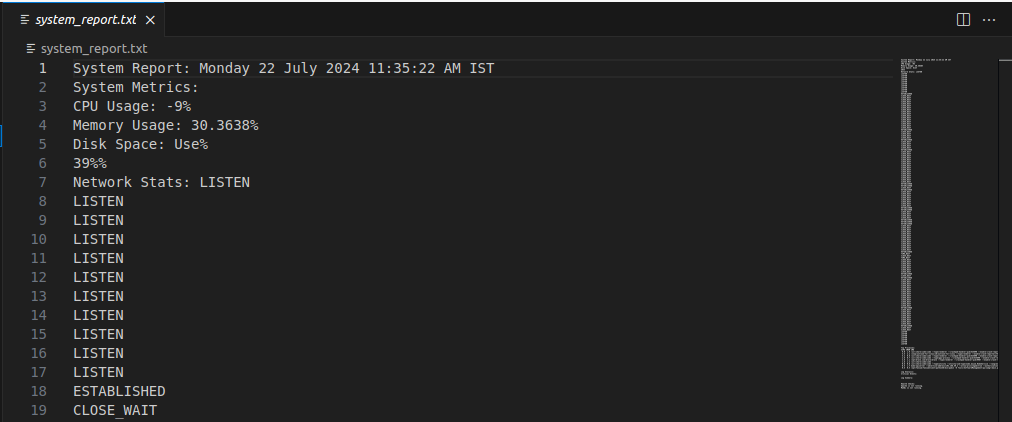 system_report.txt
system_report.txt
1 System Report: Monday 22 July 2024 11:35:22 AM IST
2 System Metrics:
3 CPU Usage: -9%
4 Memory Usage: 30.3638%
5 Disk Space: Use%
6 39%%
7 Network Stats: LISTEN
8 LISTEN
9 LISTEN
10 LISTEN
11 LISTEN
12 LISTEN
13 LISTEN
14 LISTEN
15 LISTEN
16 LISTEN
17 LISTEN
18 ESTABLISHED
19 CLOSE_WAIT